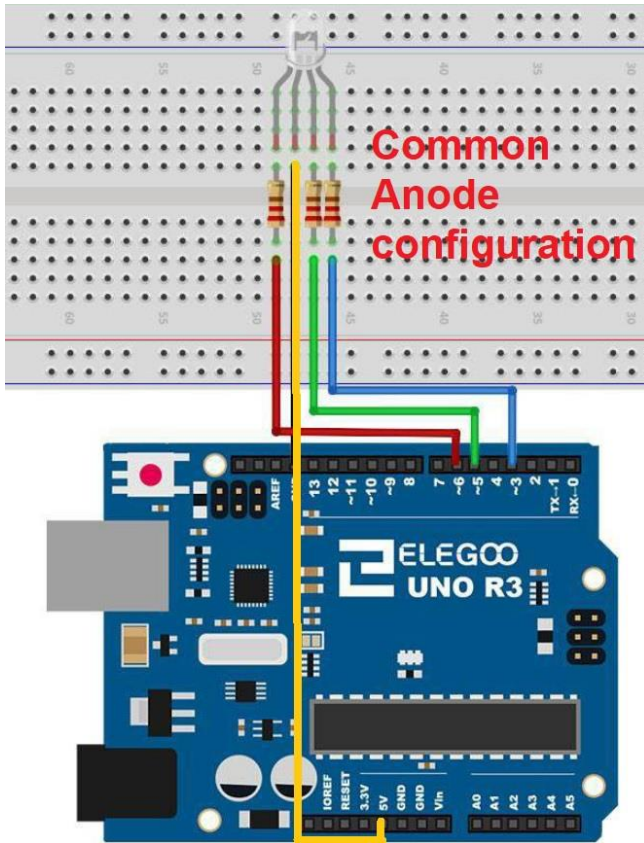 60 55 50 45 40 35 30
Common
Anode
configuration
60 55 50 45 40 35 30
AREF
13
12
~11
~10
~9
8
7
~6
~5
4
~3
2
TX→1
RX←0
ELEGOO
UNO R3
IOREF
RESET
3.3V
5V
GND
GND
Vin
A0
A1
A2
A3
A4
A5